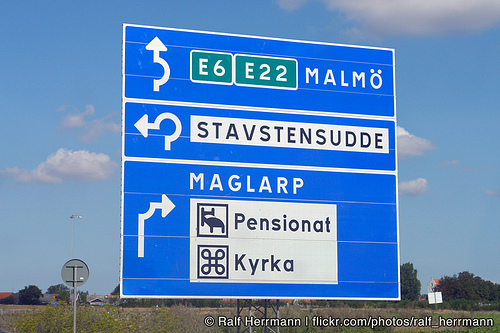 E6 E22 MALMÖ
STAVSTENSUDDE
MAGLARP
Pensionat
Kyrka
© Ralf Herrmann | flickr.com/photos/ralf_herrmann